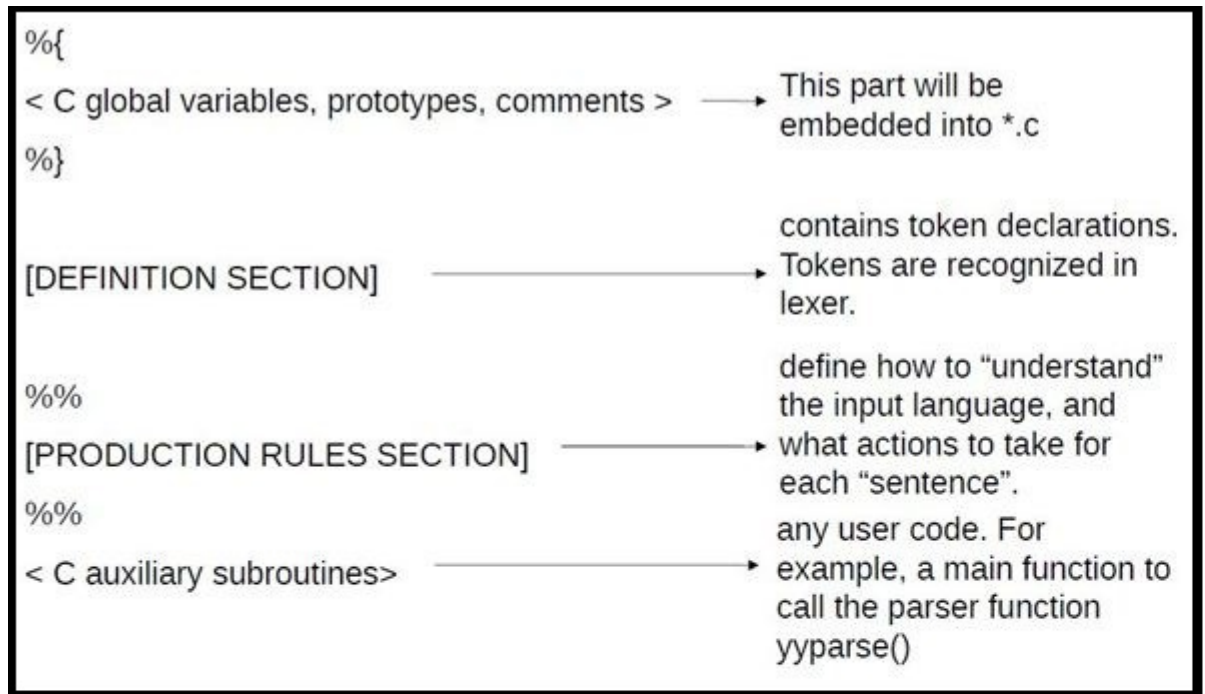 %{
< C global variables, prototypes, comments >
This part will be
embedded into *.c
%}
[DEFINITION SECTION]
contains token declarations.
Tokens are recognized in
lexer.
%%
[PRODUCTION RULES SECTION]
define how to “understand”
the input language, and
what actions to take for
each “sentence”.
%%
< C auxiliary subroutines>
any user code. For
example, a main function to
call the parser function
yyparse()